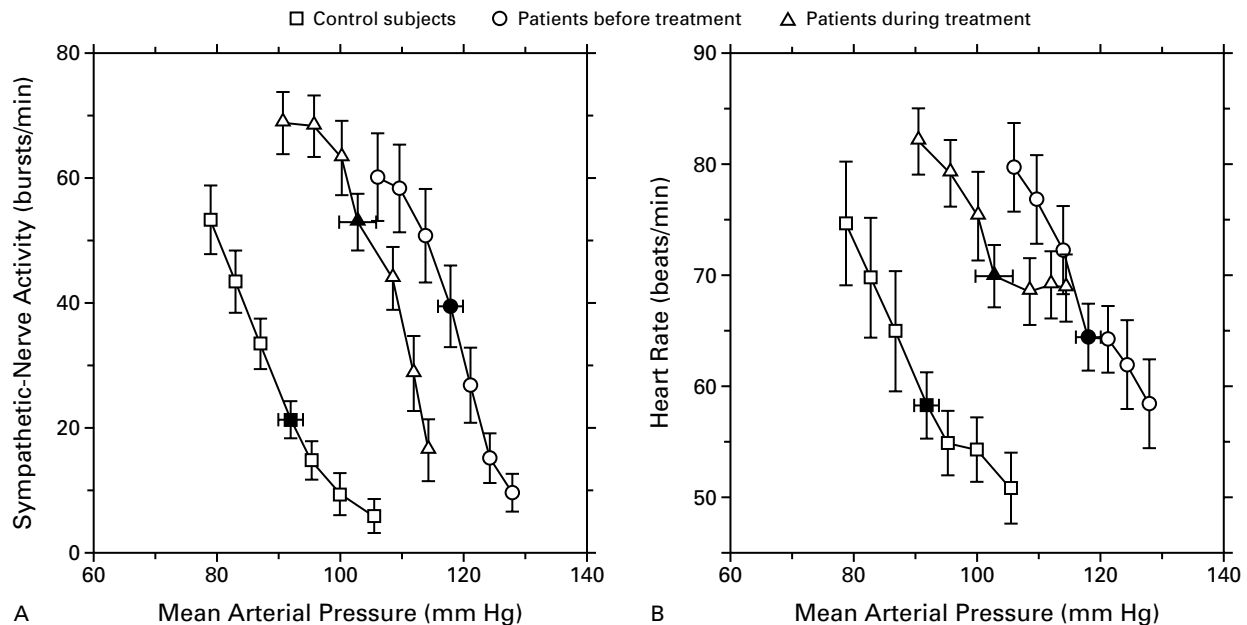 Control subjects Patients before treatment Patients during treatment
Sympathetic-Nerve Activity (bursts/min)
80
60
40
20
0
60 80 100 120 140
A Mean Arterial Pressure (mm Hg)
Heart Rate (beats/min)
90
80
70
60
50
60 80 100 120 140
B Mean Arterial Pressure (mm Hg)